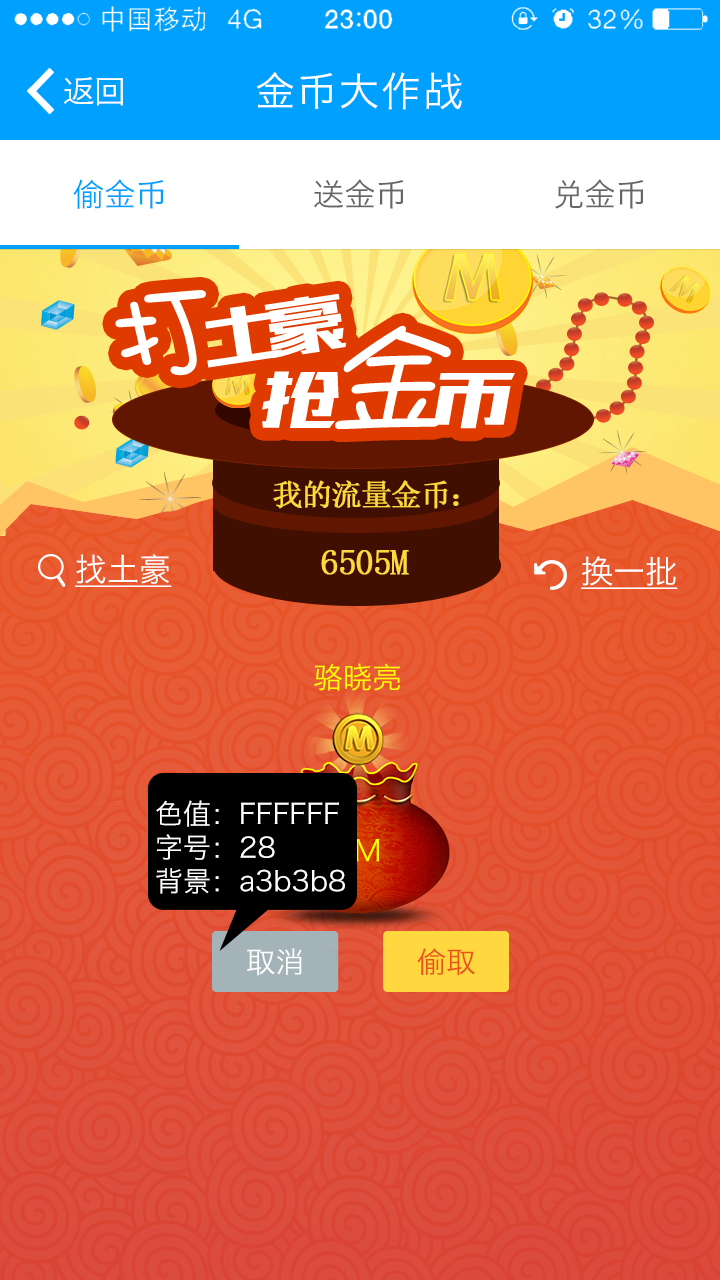 中国移动 4G 23:00 32%
返回 金币大作战
偷金币 送金币 兑金币
M
M
M
打土豪
抢金币
我的流量金币：
6505M
找土豪 换一批
骆晓亮
M
色值：FFFFFF
字号：28
背景：a3b3b8
M
取消 偷取